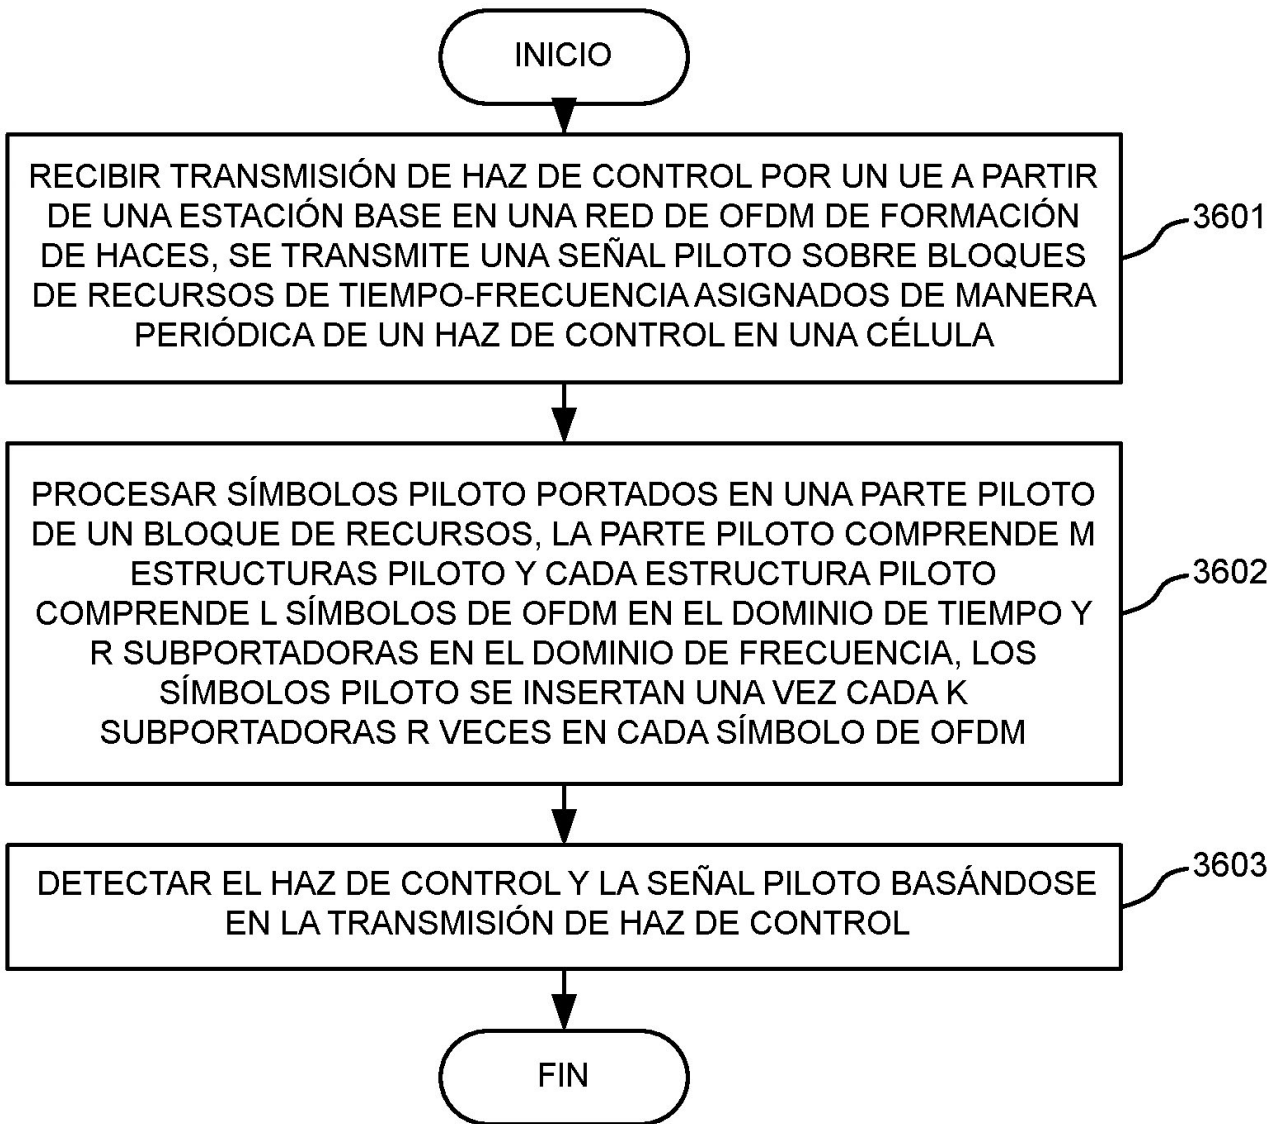 INICIO
RECIBIR TRANSMISIÓN DE HAZ DE CONTROL POR UN UE A PARTIR
DE UNA ESTACIÓN BASE EN UNA RED DE OFDM DE FORMACIÓN
DE HACES, SE TRANSMITE UNA SEÑAL PILOTO SOBRE BLOQUES
DE RECURSOS DE TIEMPO-FRECUENCIA ASIGNADOS DE MANERA
PERIÓDICA DE UN HAZ DE CONTROL EN UNA CÉLULA
3601
PROCESAR SÍMBOLOS PILOTO PORTADOS EN UNA PARTE PILOTO
DE UN BLOQUE DE RECURSOS, LA PARTE PILOTO COMPRENDE M
ESTRUCTURAS PILOTO Y CADA ESTRUCTURA PILOTO
COMPRENDE L SÍMBOLOS DE OFDM EN EL DOMINIO DE TIEMPO Y
R SUBPORTADORAS EN EL DOMINIO DE FRECUENCIA, LOS
SÍMBOLOS PILOTO SE INSERTAN UNA VEZ CADA K
SUBPORTADORAS R VECES EN CADA SÍMBOLO DE OFDM
3602
DETECTAR EL HAZ DE CONTROL Y LA SEÑAL PILOTO BASÁNDOSE
EN LA TRANSMISIÓN DE HAZ DE CONTROL
3603
FIN